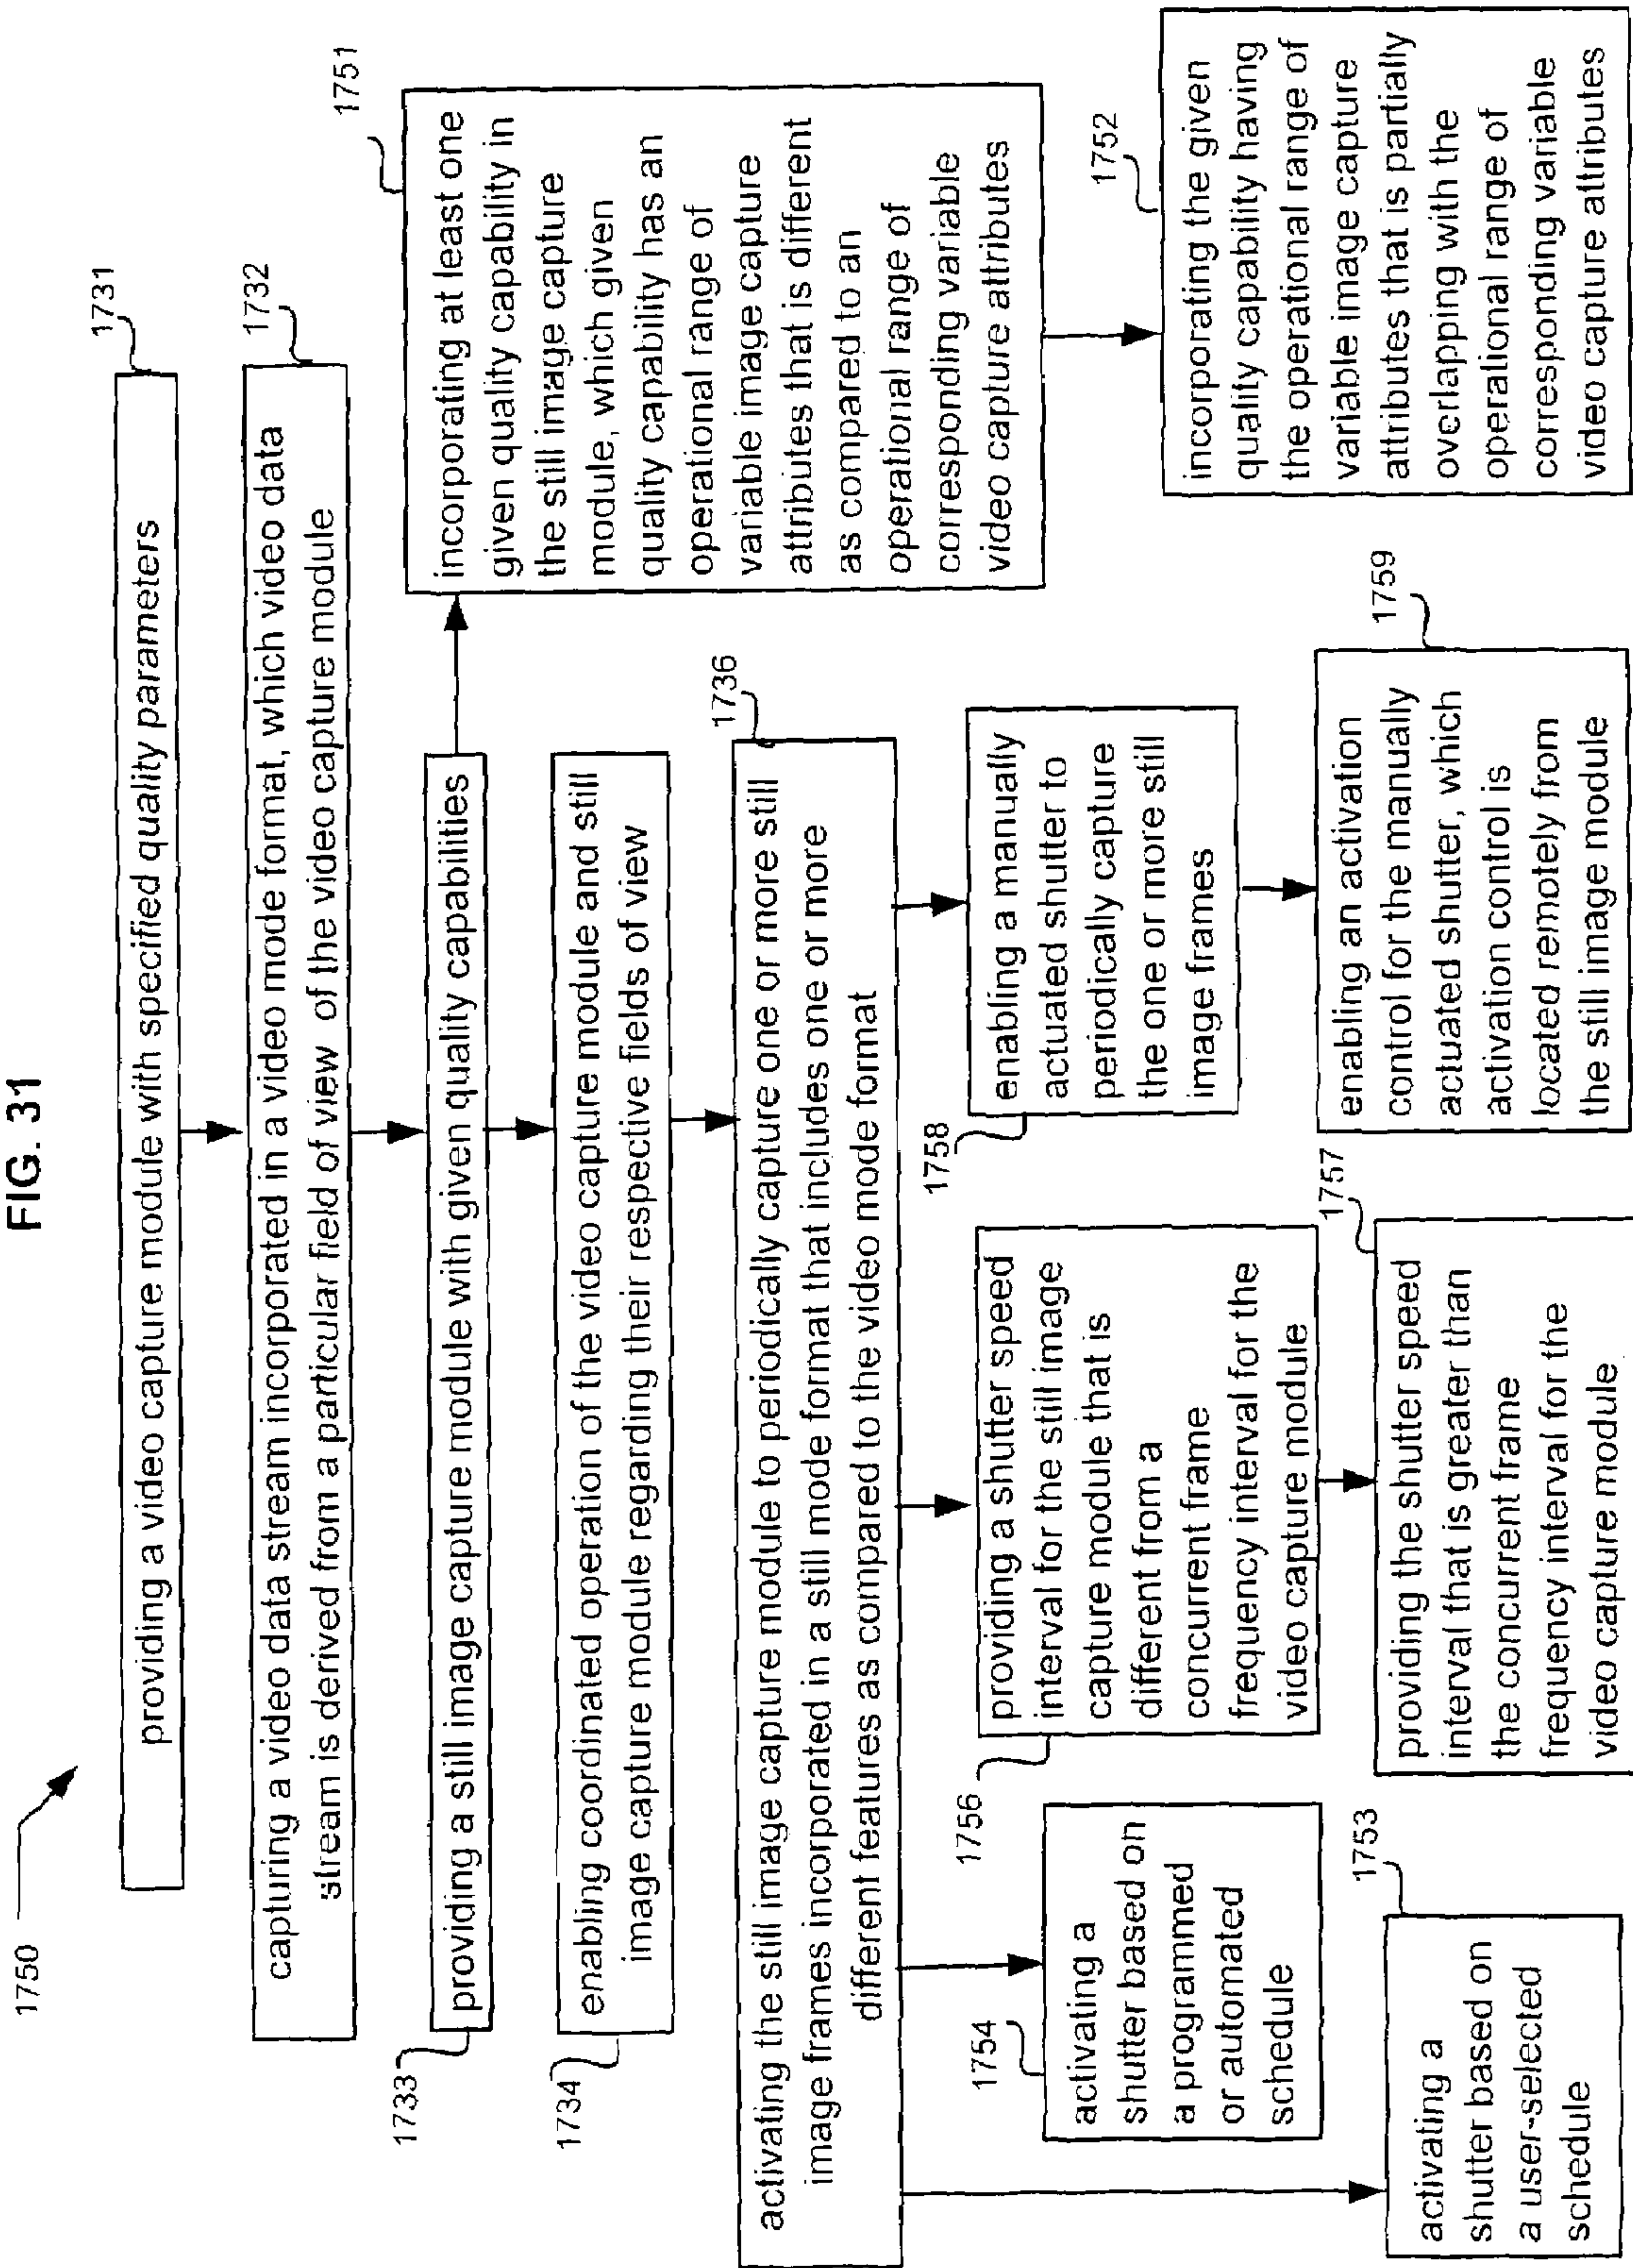 FIG. 31
1750
1731
providing a video capture module with specified quality parameters
1732
capturing a video data stream incorporated in a video mode format, which video data
stream is derived from a particular field of view of the video capture module
1733
providing a still image capture module with given quality capabilities
1751
incorporating at least one
given quality capability in
the still image capture
module, which given
quality capability has an
operational range of
variable image capture
attributes that is different
as compared to an
operational range of
corresponding variable
video capture attributes
1752
incorporating the given
quality capability having
the operational range of
variable image capture
attributes that is partially
overlapping with the
operational range of
corresponding variable
video capture attributes
1734
enabling coordinated operation of the video capture module and still
image capture module regarding their respective fields of view
1736
activating the still image capture module to periodically capture one or more still
image frames incorporated in a still mode format that includes one or more
different features as compared to the video mode format
1753
activating a
shutter based on
a user-selected
schedule
1754
activating a
shutter based on
a programmed
or automated
schedule
1756
providing a shutter speed
interval for the still image
capture module that is
different from a
concurrent frame
frequency interval for the
video capture module
1757
providing the shutter speed
interval that is greater than
the concurrent frame
frequency interval for the
video capture module
1758
enabling a manually
actuated shutter to
periodically capture
the one or more still
image frames
1759
enabling an activation
control for the manually
actuated shutter, which
activation control is
located remotely from
the still image module